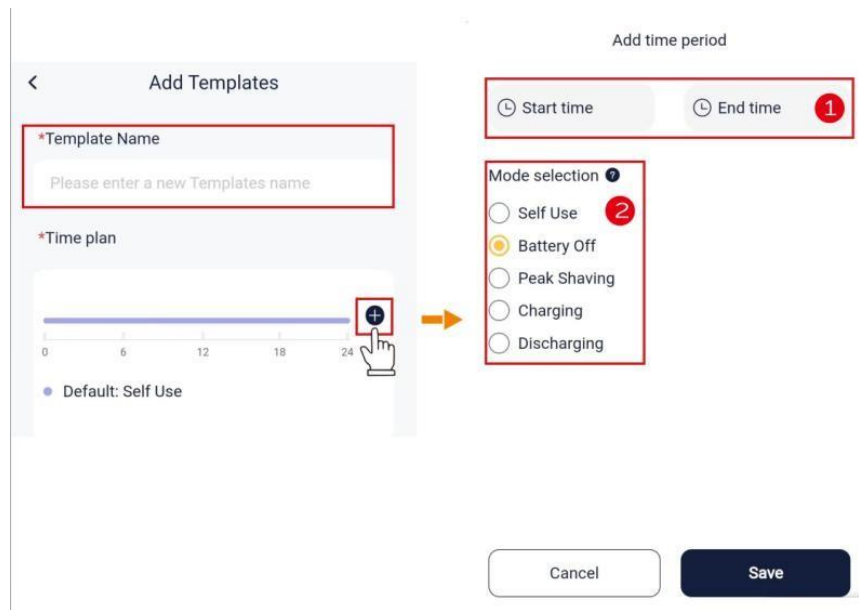 Add Templates
*Template Name
Please enter a new Templates name
*Time plan
0 6 12 18 24
Default: Self Use
Add time period
Start time End time 1
Mode selection ?
Self Use 2
Battery Off
Peak Shaving
Charging
Discharging
Cancel Save